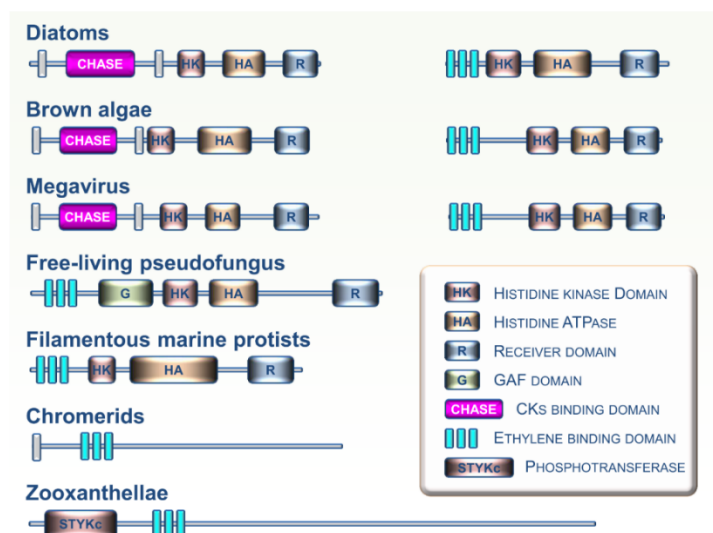 Diatoms
CHASE HK HA R HK HA R
Brown algae
CHASE HK HA R HK HA R
Megavirus
CHASE HK HA R HK HA R
Free-living pseudofungus
G HK HA R
Filamentous marine protists
HK HA R
Chromerids
Zooxanthellae
STYKc
HK HISTIDINE KINASE DOMAIN
HA HISTIDINE ATPASE
R RECEIVER DOMAIN
G GAF DOMAIN
CHASE CKS BINDING DOMAIN
ETHYLENE BINDING DOMAIN
STYKc PHOSPHOTRANSFERASE